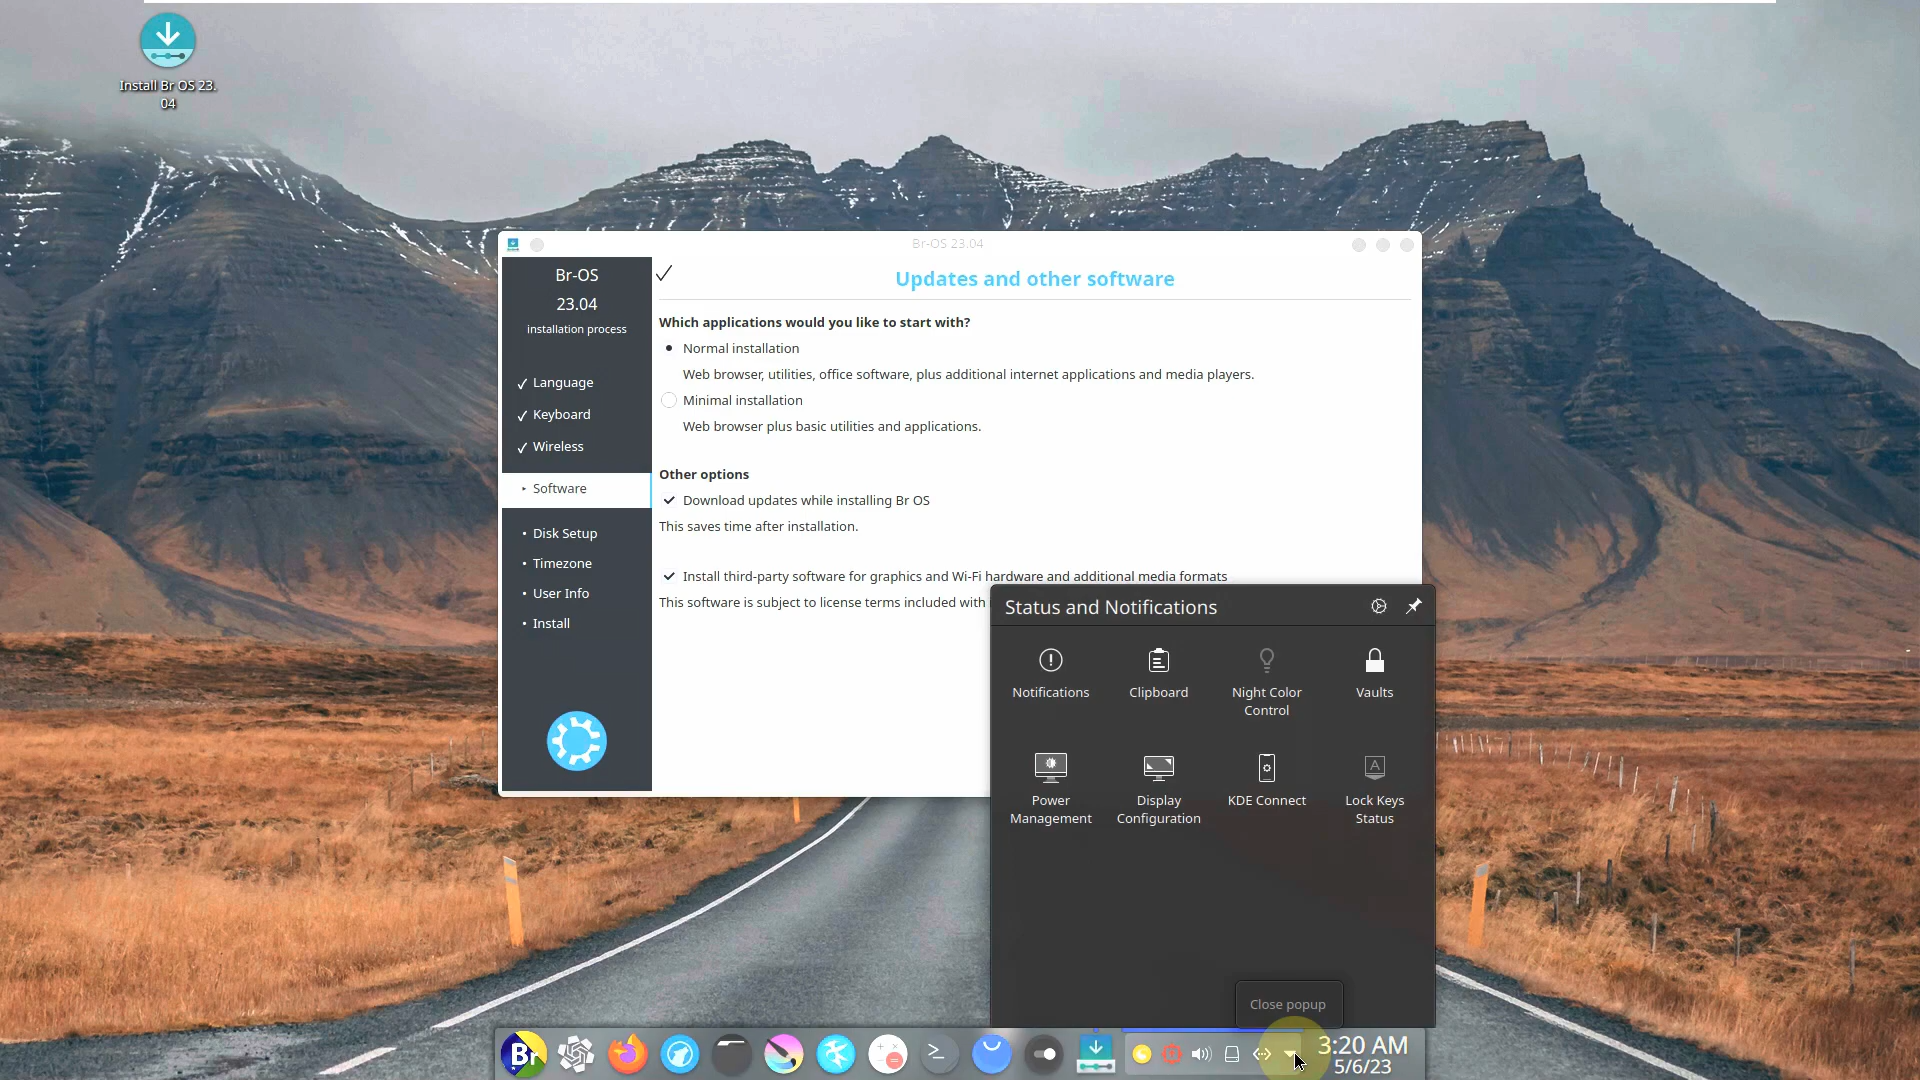 Install Br OS 23.
04
Br-OS 23.04
Br-OS
23.04
installation process
Language
Keyboard
Wireless
Software
Disk Setup
Timezone
User Info
Install
Updates and other software
Which applications would you like to start with?
Normal installation
Web browser, utilities, office software, plus additional internet applications and media players.
Minimal installation
Web browser plus basic utilities and applications.
Other options
Download updates while installing Br OS
This saves time after installation.
Install third-party software for graphics and Wi-Fi hardware and additional media formats
This software is subject to license terms included with
Status and Notifications
Notifications
Clipboard
Night Color
Control
Vaults
Power
Management
Display
Configuration
KDE Connect
A
Lock Keys
Status
Close popup
Br
3:20 AM
5/6/23